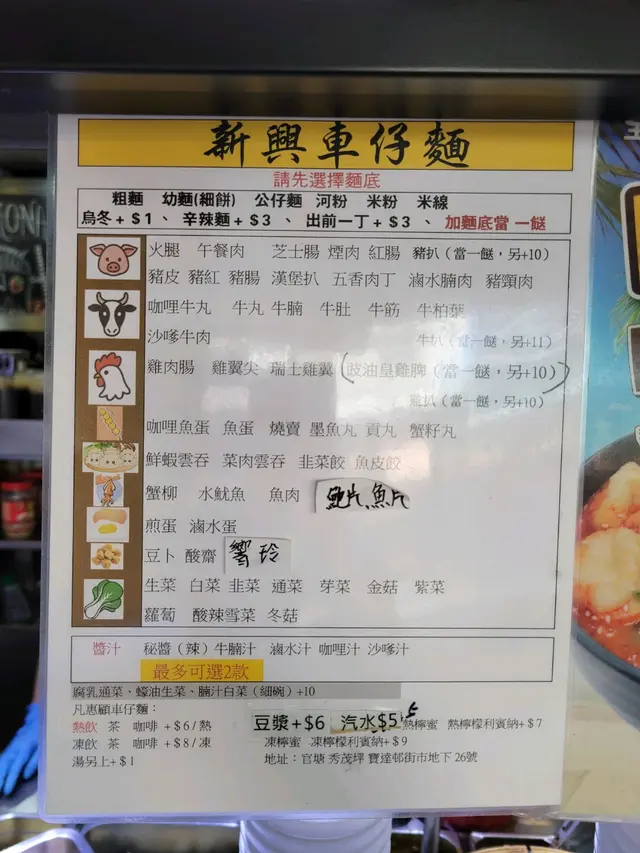 新興車仔麵
請先選擇麵底
粗麵 幼麵(細餅) 公仔麵 河粉 米粉 米線
烏冬+$1、 辛辣麵+$3、 出前一丁+$3、 加麵底當 一餸
火腿 午餐肉 芝士腸 煙肉 紅腸 豬扒(當一餸，另+10)
豬皮 豬紅 豬腸 漢堡扒 五香肉丁 滷水腩肉 豬頸肉
咖哩牛丸 牛丸 牛腩 牛肚 牛筋 牛柏葉
沙嗲牛肉 牛扒(當一餸，另+11)
雞肉腸 雞翼尖 瑞士雞翼 (豉油皇雞脾(當一餸，另+10))
雞扒(當一餸，另+10)
咖哩魚蛋 魚蛋 燒賣 墨魚丸 貢丸 蟹籽丸
鮮蝦雲吞 菜肉雲吞 韮菜餃 魚皮餃
蟹柳 水魷魚 魚肉 鮑片、魚片
煎蛋 滷水蛋
豆卜 酸齋 響玲
生菜 白菜 韮菜 通菜 芽菜 金菇 紫菜
蘿蔔 酸辣雪菜 冬菇
醬汁 秘醬(辣)牛腩汁 滷水汁 咖哩汁 沙嗲汁
最多可選2款
腐乳通菜、蠔油生菜、腩汁白菜(細碗)+10
凡惠顧車仔麵：
熱飲 茶 咖啡 +$6/熱 豆漿+$6 汽水$5 熱檸蜜 熱檸檬利賓納+$7
凍飲 茶 咖啡 +$8/凍 凍檸蜜 凍檸檬利賓納+$9
湯另上+$1 地址：官塘 秀茂坪 寶達邨街市地下 26號